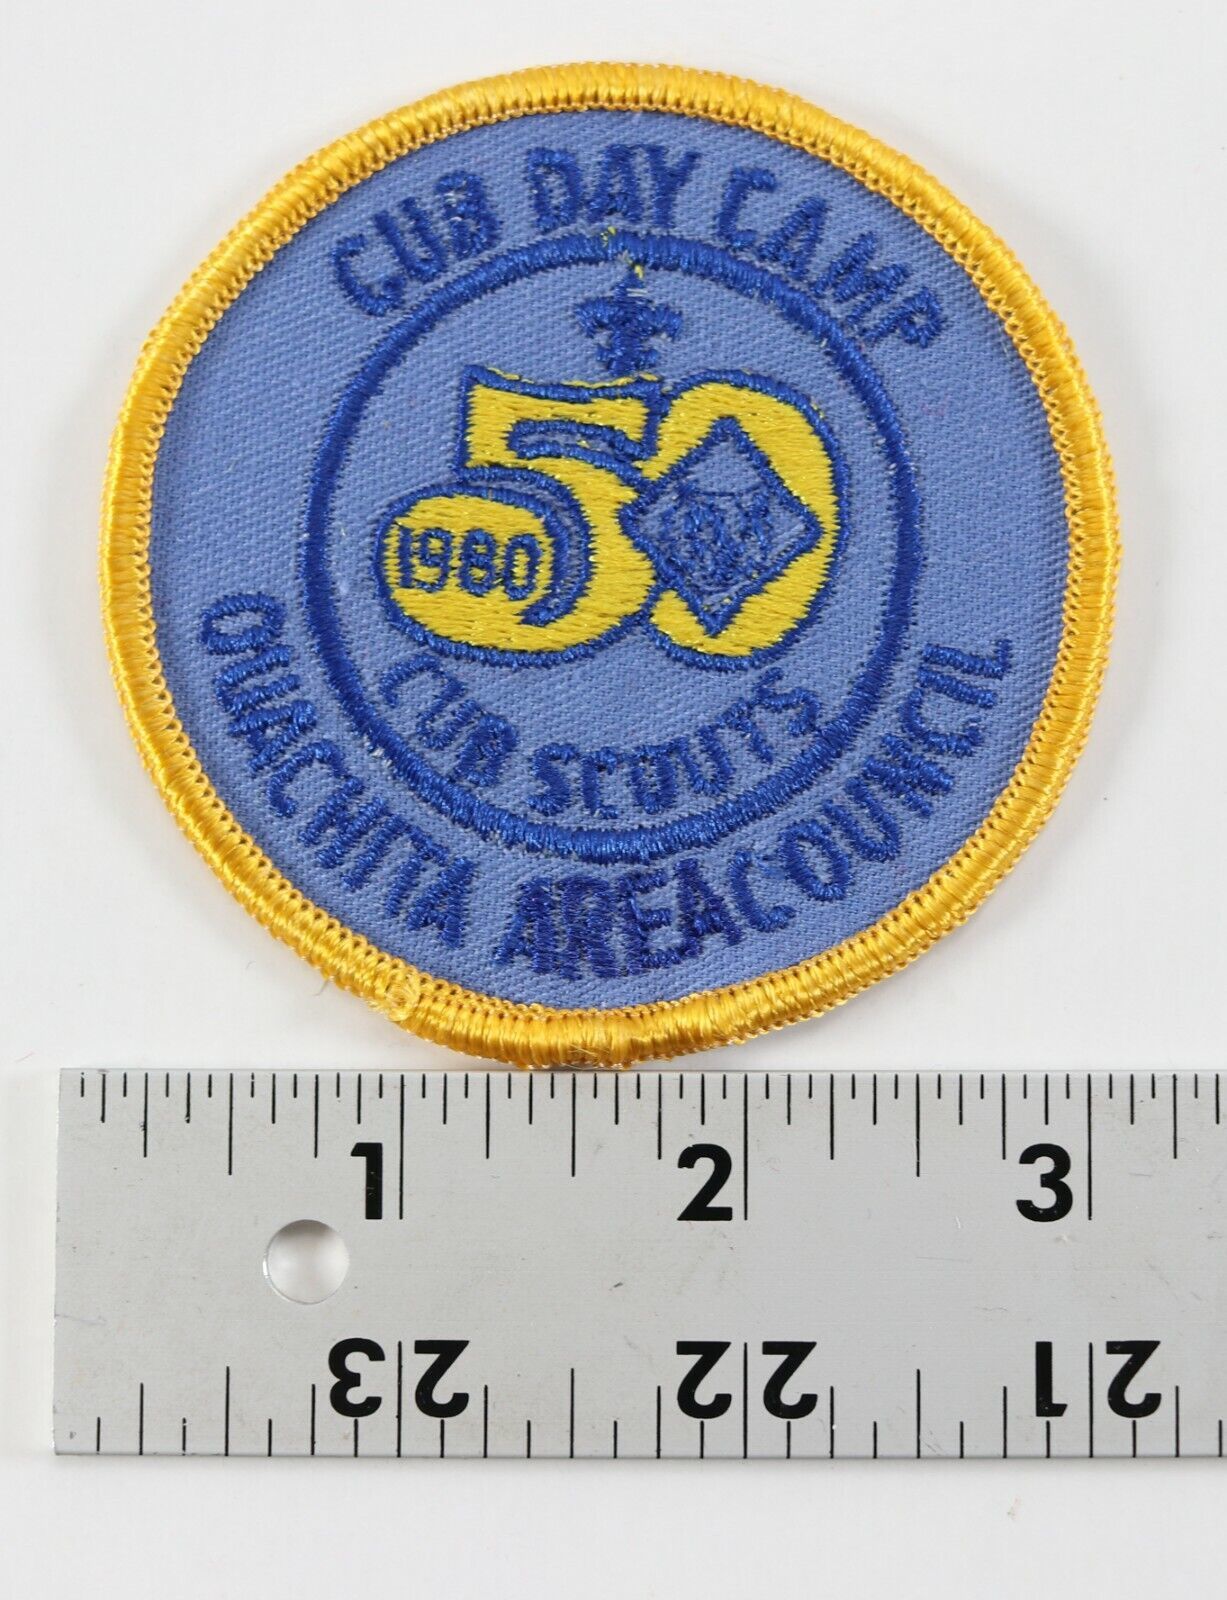 CUB DAY CAMP
50
1980
CUB SCOUTS
OUACHITA AREA COUNCIL
1 2 3
23 22 21